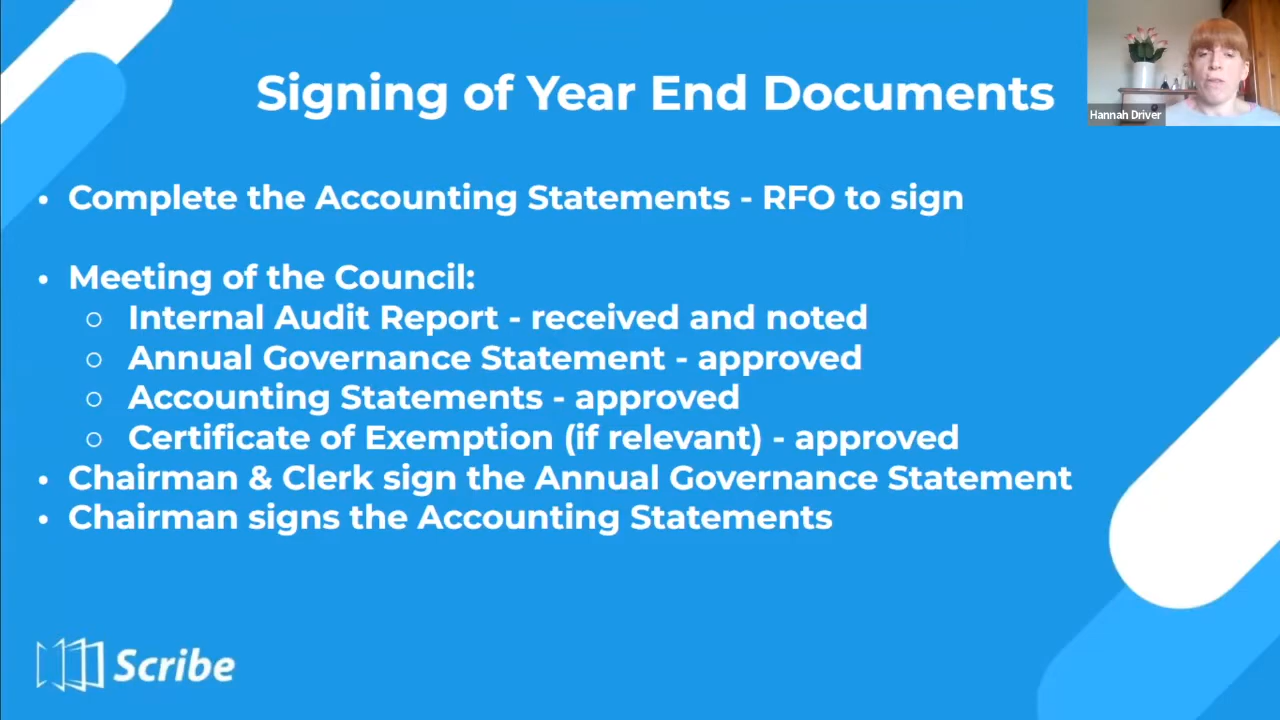 Signing of Year End Documents
Hannah Driver
• Complete the Accounting Statements - RFO to sign
• Meeting of the Council:
○ Internal Audit Report - received and noted
○ Annual Governance Statement - approved
○ Accounting Statements - approved
○ Certificate of Exemption (if relevant) - approved
• Chairman & Clerk sign the Annual Governance Statement
• Chairman signs the Accounting Statements
Scribe